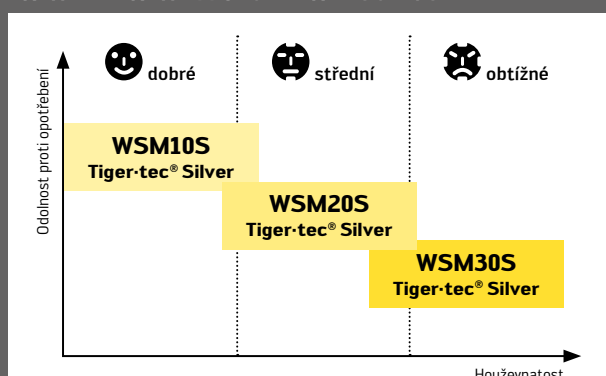 dobré
střední
obtížné
Odolnost proti opotřebení
WSM10S
Tiger·tec® Silver
WSM20S
Tiger·tec® Silver
WSM30S
Tiger·tec® Silver
Houževnatost